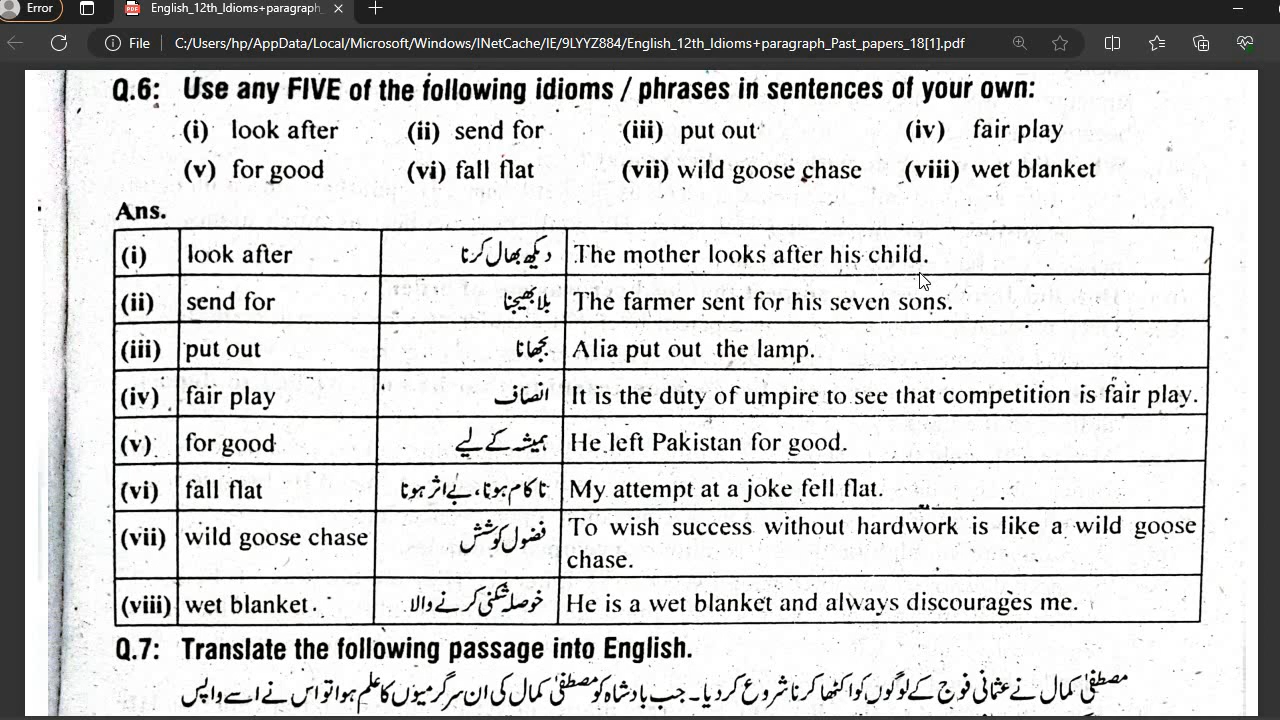 Error
English_12th_Idioms+paragraph_
File C:/Users/hp/AppData/Local/Microsoft/Windows/INetCache/IE/9LYYZ884/English_12th_Idioms+paragraph_Past_papers_18[1].pdf
Q.6: Use any FIVE of the following idioms / phrases in sentences of your own:
(i) look after (ii) send for (iii) put out (iv) fair play
(v) for good (vi) fall flat (vii) wild goose chase (viii) wet blanket
Ans.
(i) look after دیکھ بھال کرنا The mother looks after his child.
(ii) send for بلا بھیجنا The farmer sent for his seven sons.
(iii) put out بجھانا Alia put out the lamp.
(iv) fair play انصاف It is the duty of umpire to see that competition is fair play.
(v) for good ہمیشہ کے لیے He left Pakistan for good.
(vi) fall flat ناکام ہونا، بے اثر ہونا My attempt at a joke fell flat.
(vii) wild goose chase فضول کوشش To wish success without hardwork is like a wild goose
chase.
(viii) wet blanket حوصلہ شکنی کرنے والا He is a wet blanket and always discourages me.
Q.7: Translate the following passage into English.
مصطفیٰ کمال نے عثمانی فوج کے لوگوں کو اکٹھا کرنا شروع کر دیا۔ جب بادشاہ کو مصطفیٰ کمال کی ان سرگرمیوں کا علم ہوا تو اس نے اسے واپس